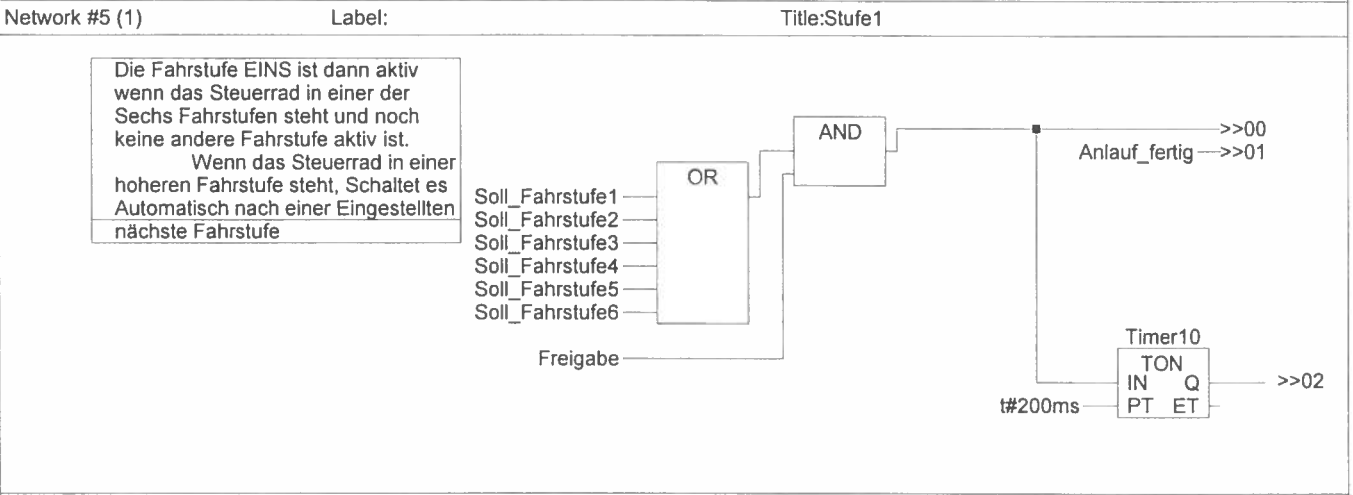 Network #5 (1) Label: Title:Stufe1
Die Fahrstufe EINS ist dann aktiv
wenn das Steuerrad in einer der
Sechs Fahrstufen steht und noch
keine andere Fahrstufe aktiv ist.
Wenn das Steuerrad in einer
hoheren Fahrstufe steht, Schaltet es
Automatisch nach einer Eingestellten
nächste Fahrstufe
AND
>>00
Anlauf_fertig >>01
OR
Soll_Fahrstufe1
Soll_Fahrstufe2
Soll_Fahrstufe3
Soll_Fahrstufe4
Soll_Fahrstufe5
Soll_Fahrstufe6
Freigabe
Timer10
TON
IN Q >>02
t#200ms PT ET